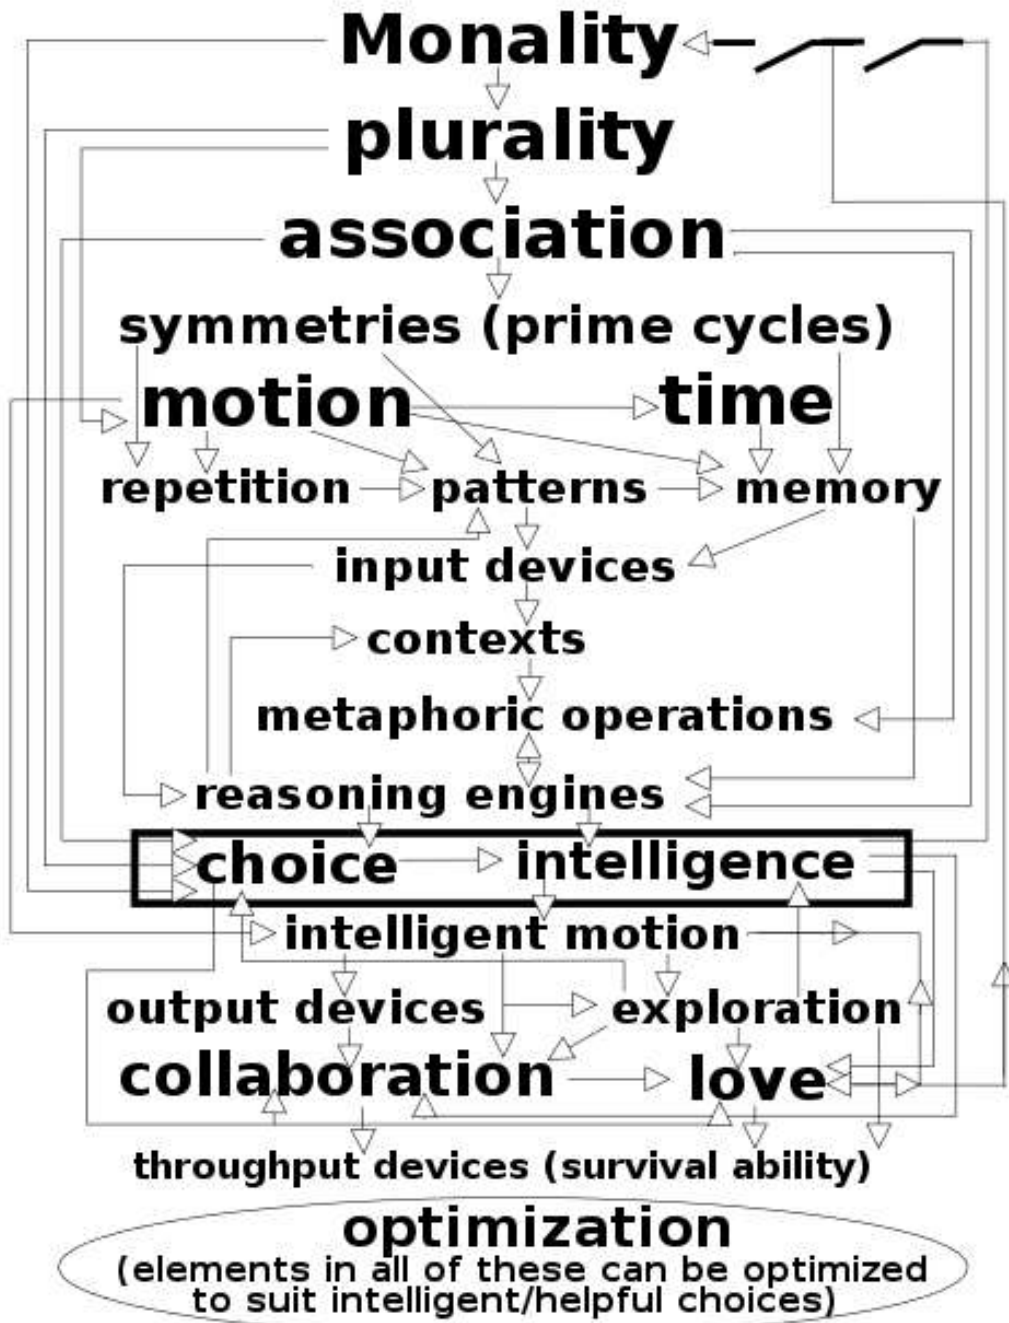 Monality
plurality
association
symmetries (prime cycles)
motion time
repetition patterns memory
input devices
contexts
metaphoric operations
reasoning engines
choice intelligence
intelligent motion
output devices exploration
collaboration love
throughput devices (survival ability)
optimization
(elements in all of these can be optimized
to suit intelligent/helpful choices)